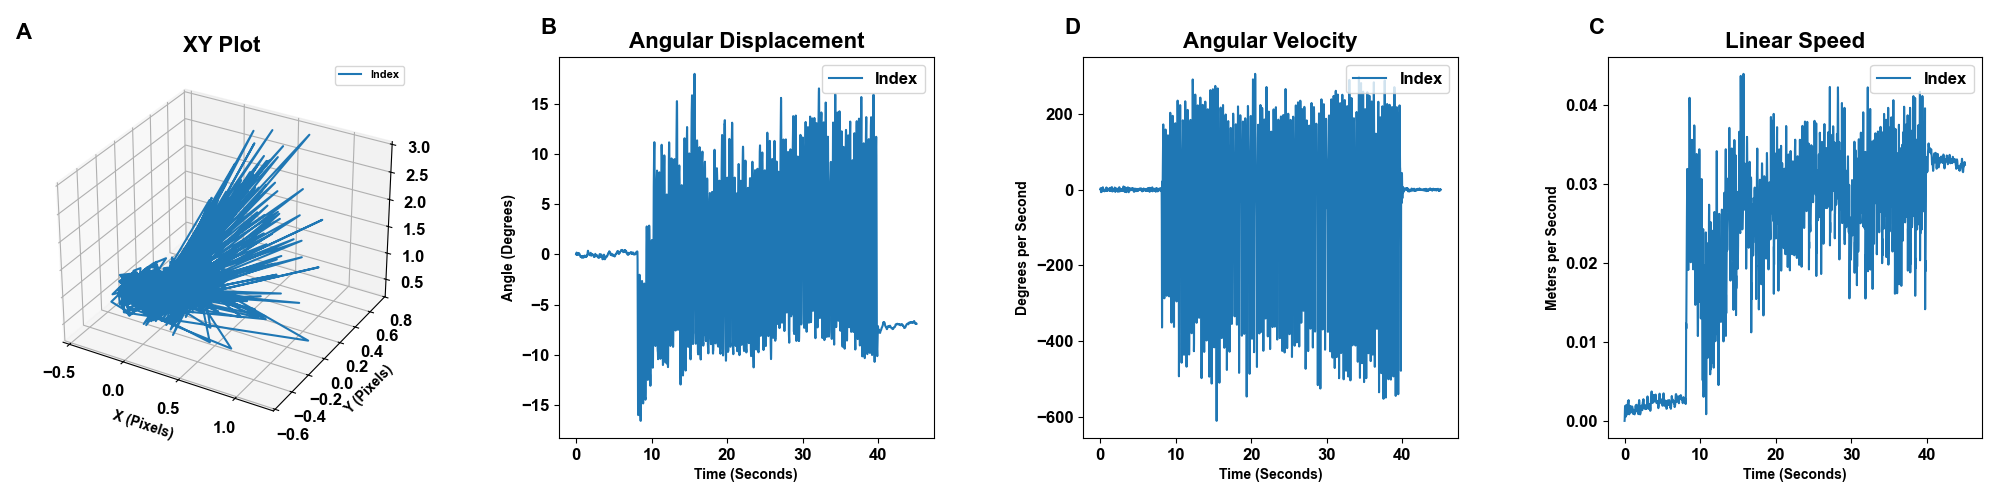 A
XY Plot
Index
3.0
2.5
2.0
1.5
1.0
0.5
0.8
0.6
0.4
0.2
0.0
−0.2
−0.4
−0.6
Y (Pixels)
−0.5
0.0
0.5
1.0
X (Pixels)
B
Angular Displacement
Index
15
10
5
0
−5
−10
−15
Angle (Degrees)
0 10 20 30 40
Time (Seconds)
D
Angular Velocity
Index
200
0
−200
−400
−600
Degrees per Second
0 10 20 30 40
Time (Seconds)
C
Linear Speed
Index
0.04
0.03
0.02
0.01
0.00
Meters per Second
0 10 20 30 40
Time (Seconds)